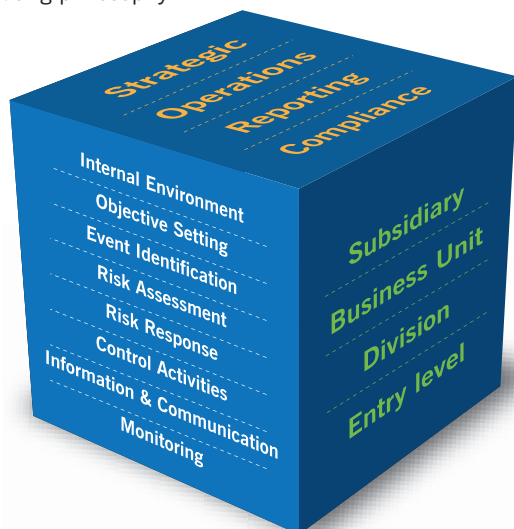 philosophy
Strategic
Operations
Reporting
Compliance
Internal Environment
Objective Setting
Event Identification
Risk Assessment
Risk Response
Control Activities
Information & Communication
Monitoring
Subsidiary
Business Unit
Division
Entry level